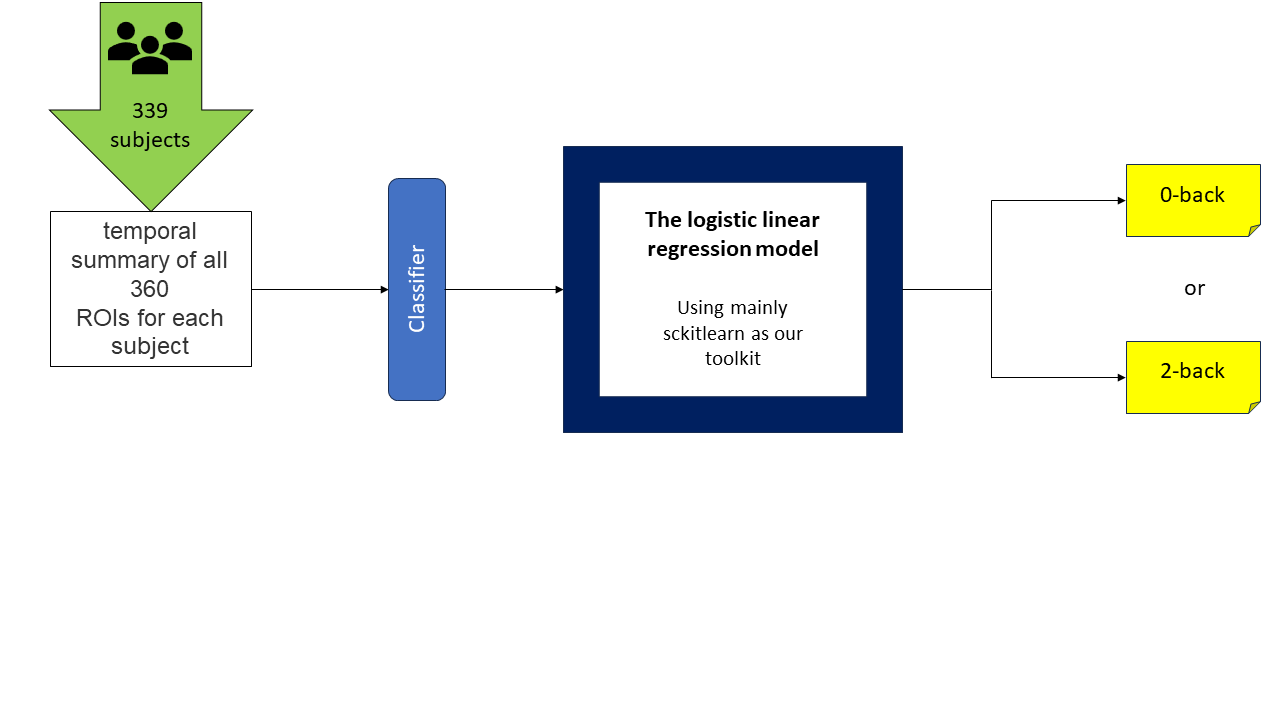 339
subjects
temporal
summary of all
360
ROIs for each
subject
Classifier
The logistic linear
regression model
Using mainly
sckitlearn as our
toolkit
0-back
or
2-back